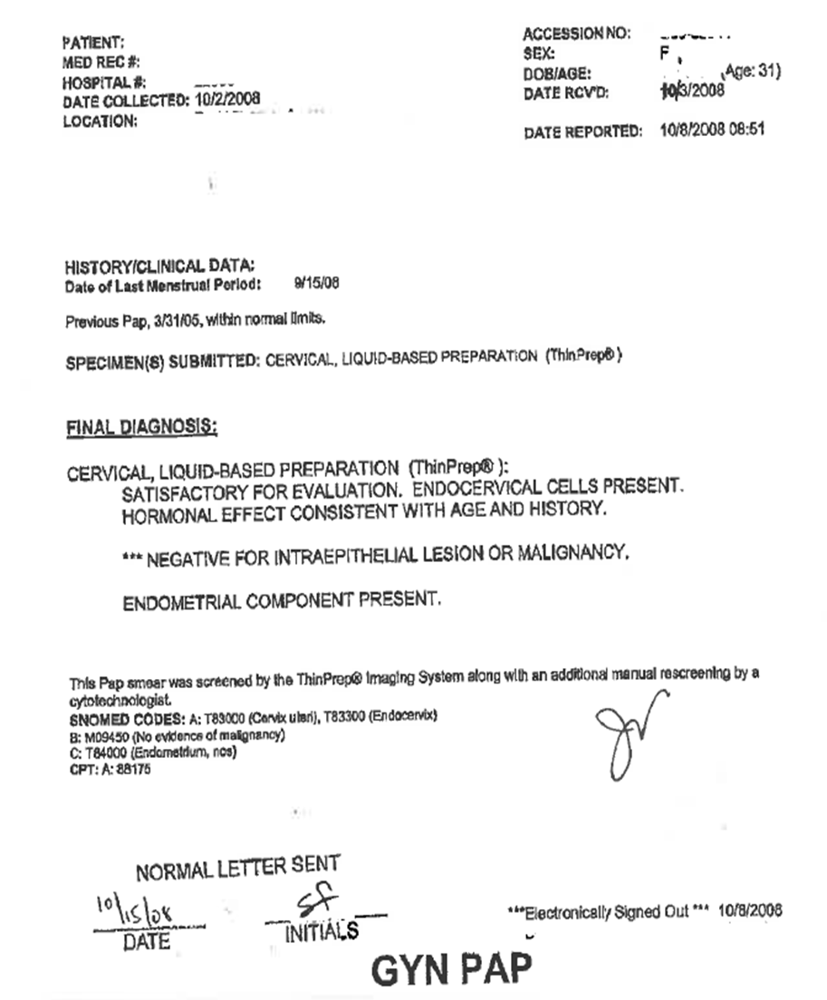 PATIENT:
MED REC #:
HOSPITAL #:
DATE COLLECTED: 10/2/2008
LOCATION:
ACCESSION NO:
SEX: F
DOB/AGE: Age: 31)
DATE RCV'D: 10/3/2008
DATE REPORTED: 10/8/2008 08:51
HISTORY/CLINICAL DATA:
Date of Last Menstrual Period: 9/15/08
Previous Pap, 3/31/05, within normal limits.
SPECIMEN(S) SUBMITTED: CERVICAL, LIQUID-BASED PREPARATION (ThinPrep® )
FINAL DIAGNOSIS:
CERVICAL, LIQUID-BASED PREPARATION (ThinPrep® ):
SATISFACTORY FOR EVALUATION. ENDOCERVICAL CELLS PRESENT.
HORMONAL EFFECT CONSISTENT WITH AGE AND HISTORY.
*** NEGATIVE FOR INTRAEPITHELIAL LESION OR MALIGNANCY.
ENDOMETRIAL COMPONENT PRESENT.
This Pap smear was screened by the ThinPrep® Imaging System along with an additional manual rescreening by a
cytotechnologist.
SNOMED CODES: A: T83000 (Cervix uteri), T83300 (Endocervix)
B: M09450 (No evidence of malignancy)
C: T84000 (Endometrium, nos)
CPT: A: 88175
NORMAL LETTER SENT
10/15/08 sf
DATE INITIALS
***Electronically Signed Out *** 10/8/2008
GYN PAP